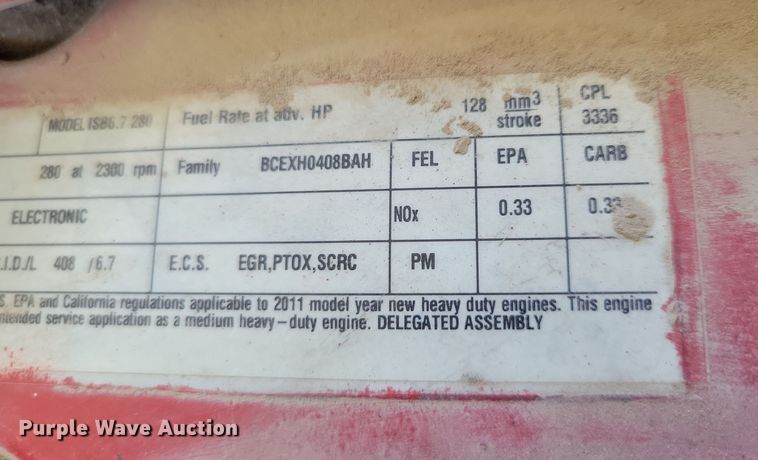 MODEL ISB6.7 280 Fuel Rate at adv. HP 128 mm3 stroke CPL 3336
280 at 2300 rpm Family BCEXH0408BAH FEL EPA CARB
ELECTRONIC NOx 0.33 0.33
.I.D./L 408 /6.7 E.C.S. EGR,PTOX,SCRC PM
S. EPA and California regulations applicable to 2011 model year new heavy duty engines. This engine
ntended service application as a medium heavy-duty engine. DELEGATED ASSEMBLY
Purple Wave Auction